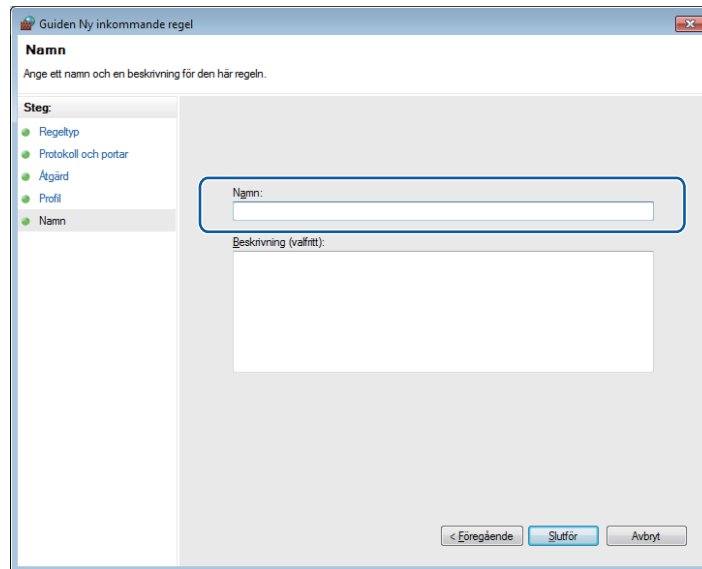 Guiden Ny inkommande regel
Namn
Ange ett namn och en beskrivning för den här regeln.
Steg:
Regeltyp
Protokoll och portar
Åtgärd
Profil
Namn
Namn:
Beskrivning (valfritt):
< Föregående
Slutför
Avbryt